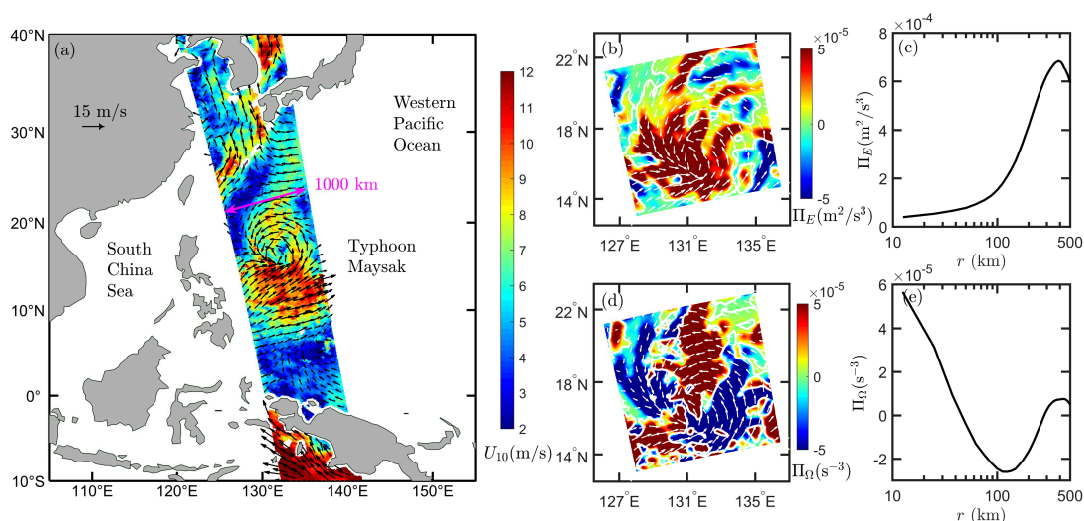 (a)
40°N
30°N
20°N
10°N
0°
10°S
110°E
120°E
130°E
140°E
150°E
15 m/s
Western
Pacific
Ocean
1000 km
South
China
Sea
Typhoon
Maysak
12
11
10
9
8
7
6
5
4
3
2
U₁₀(m/s)
(b)
22°N
18°N
14°N
127°E
131°E
135°E
×10⁻⁵
5
0
-5
Π_E(m²/s³)
(c)
×10⁻⁴
8
6
4
2
0
Π_E(m²/s³)
10
100
500
r (km)
(d)
22°N
18°N
14°N
127°E
131°E
135°E
×10⁻⁵
5
0
-5
Π_Ω(s⁻³)
(e)
×10⁻⁵
6
4
2
0
-2
Π_Ω(s⁻³)
10
100
500
r (km)